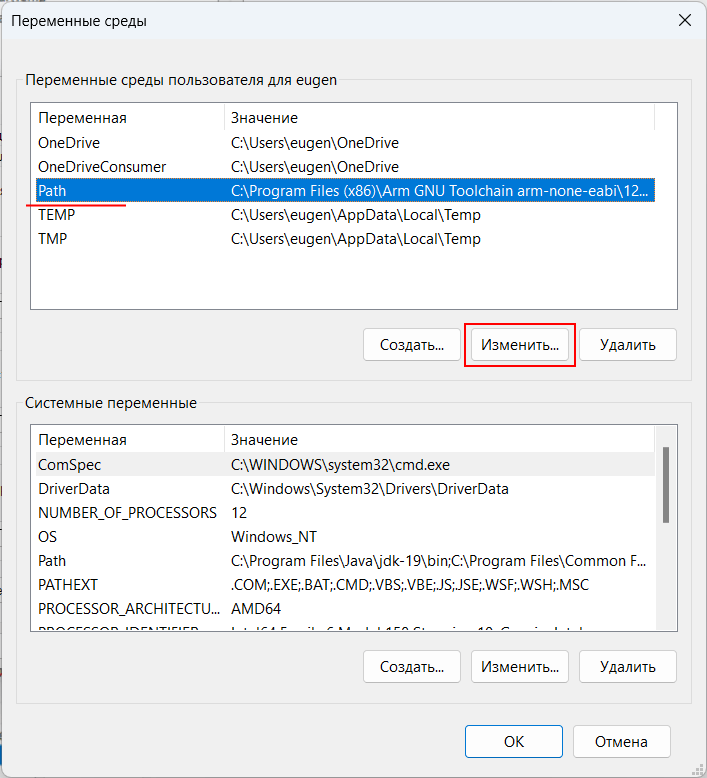 Переменные среды
Переменные среды пользователя для eugen
Переменная Значение
OneDrive C:\Users\eugen\OneDrive
OneDriveConsumer C:\Users\eugen\OneDrive
Path C:\Program Files (x86)\Arm GNU Toolchain arm-none-eabi\12...
TEMP C:\Users\eugen\AppData\Local\Temp
TMP C:\Users\eugen\AppData\Local\Temp
Создать... Изменить... Удалить
Системные переменные
Переменная Значение
ComSpec C:\WINDOWS\system32\cmd.exe
DriverData C:\Windows\System32\Drivers\DriverData
NUMBER_OF_PROCESSORS 12
OS Windows_NT
Path C:\Program Files\Java\jdk-19\bin;C:\Program Files\Common F...
PATHEXT .COM;.EXE;.BAT;.CMD;.VBS;.VBE;.JS;.JSE;.WSF;.WSH;.MSC
PROCESSOR_ARCHITECTU... AMD64
Создать... Изменить... Удалить
OK Отмена